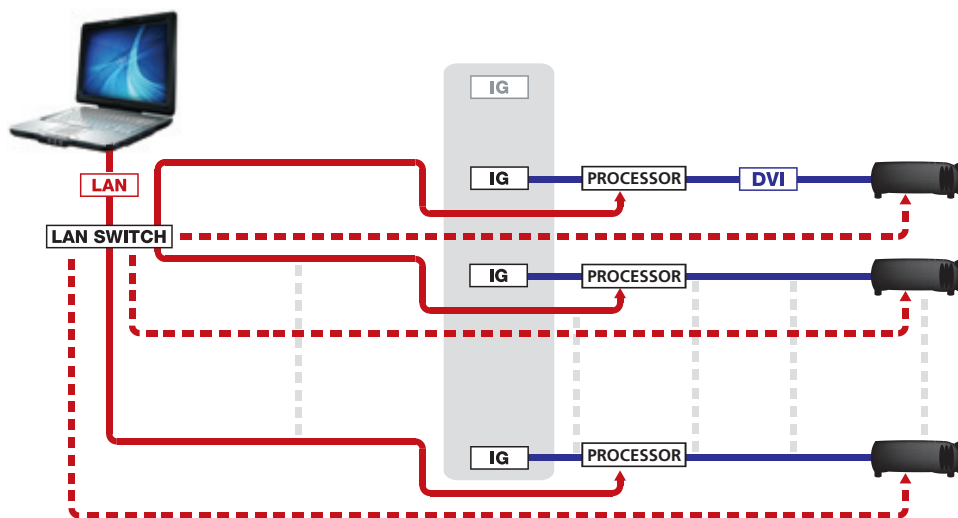 IG
IG
PROCESSOR
DVI
LAN
LAN SWITCH
IG
PROCESSOR
IG
PROCESSOR